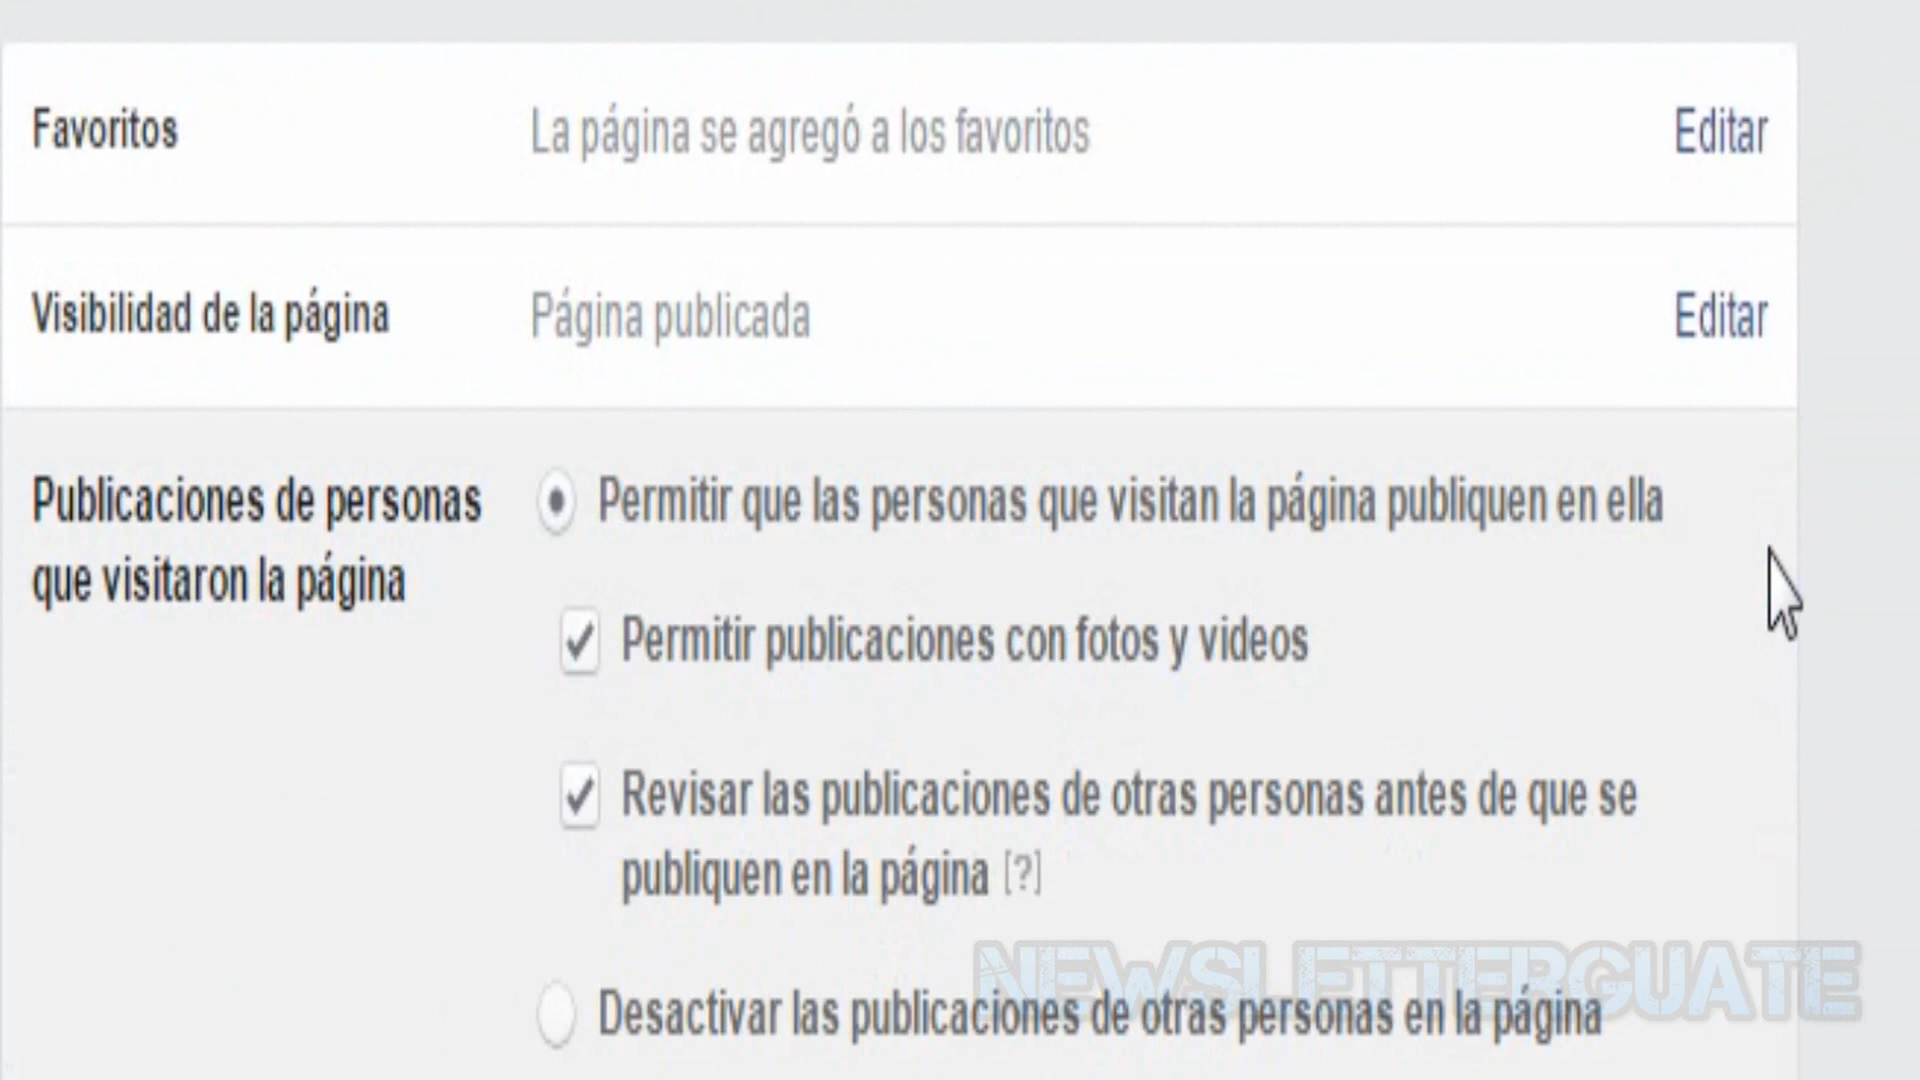 Favoritos La página se agregó a los favoritos Editar
Visibilidad de la página Página publicada Editar
Publicaciones de personas
que visitaron la página
Permitir que las personas que visitan la página publiquen en ella
Permitir publicaciones con fotos y videos
Revisar las publicaciones de otras personas antes de que se
publiquen en la página [?]
Desactivar las publicaciones de otras personas en la página
NEWSLETTERGUATE